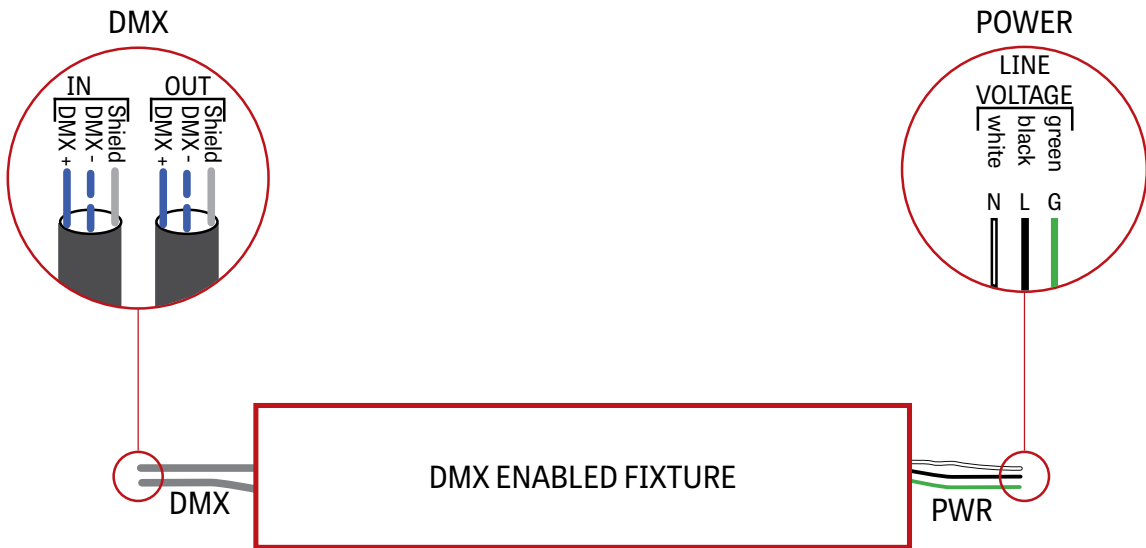 DMX
IN
DMX +
DMX -
Shield
OUT
DMX +
DMX -
Shield
POWER
LINE
VOLTAGE
white
black
green
N L G
DMX
DMX ENABLED FIXTURE
PWR